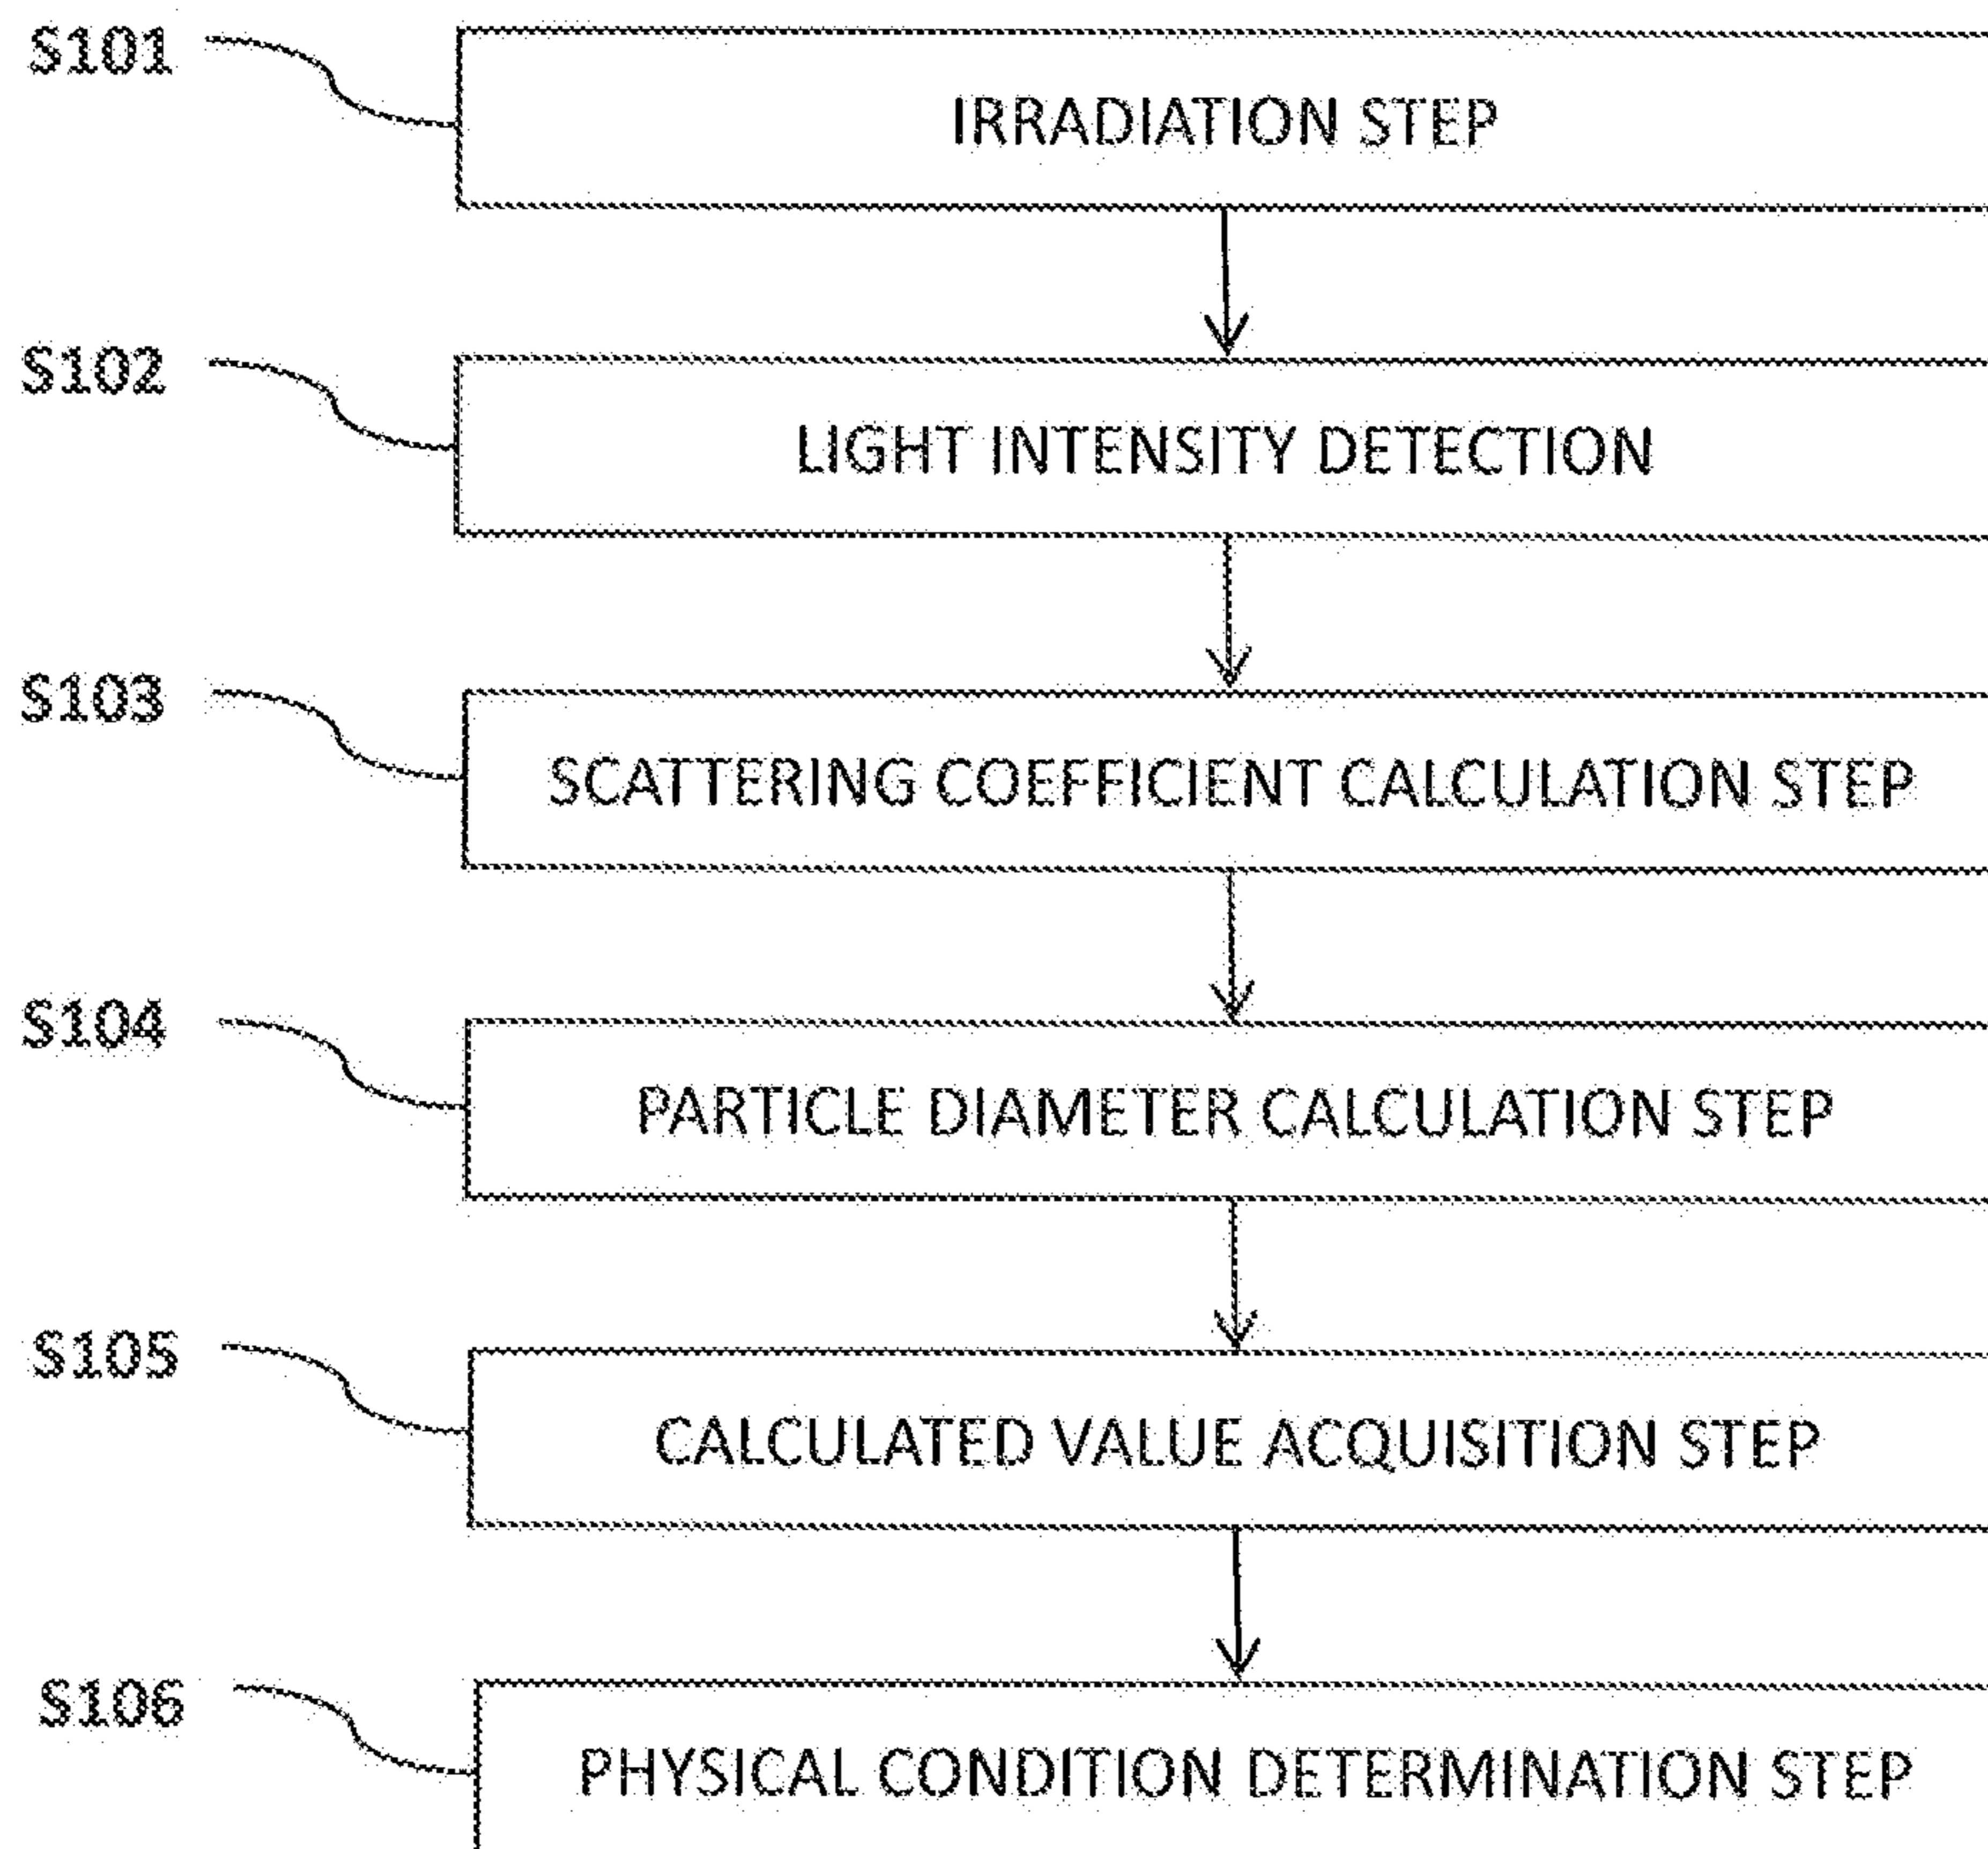 S101
IRRADIATION STEP
S102
LIGHT INTENSITY DETECTION
S103
SCATTERING COEFFICIENT CALCULATION STEP
S104
PARTICLE DIAMETER CALCULATION STEP
S105
CALCULATED VALUE ACQUISITION STEP
S106
PHYSICAL CONDITION DETERMINATION STEP